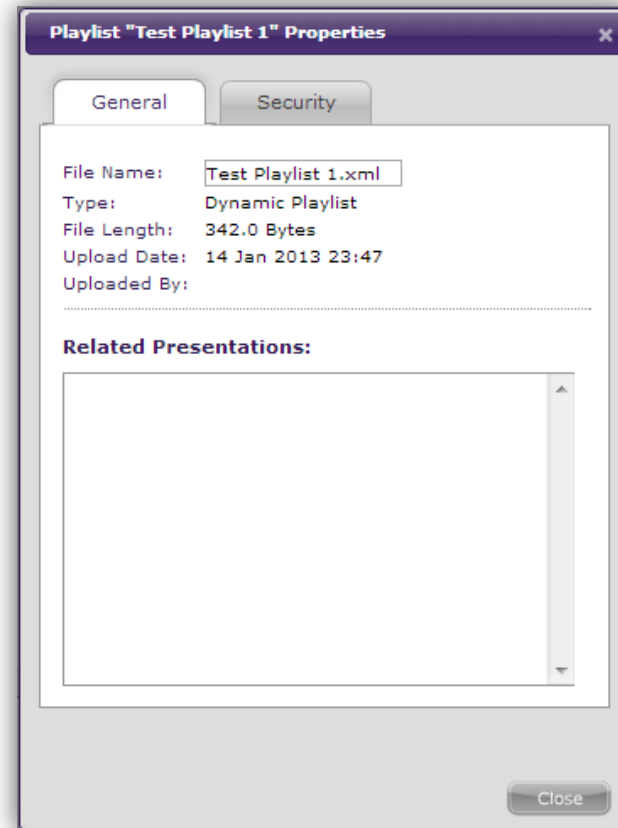 Playlist "Test Playlist 1" Properties
General Security
File Name: Test Playlist 1.xml
Type: Dynamic Playlist
File Length: 342.0 Bytes
Upload Date: 14 Jan 2013 23:47
Uploaded By:
Related Presentations:
Close